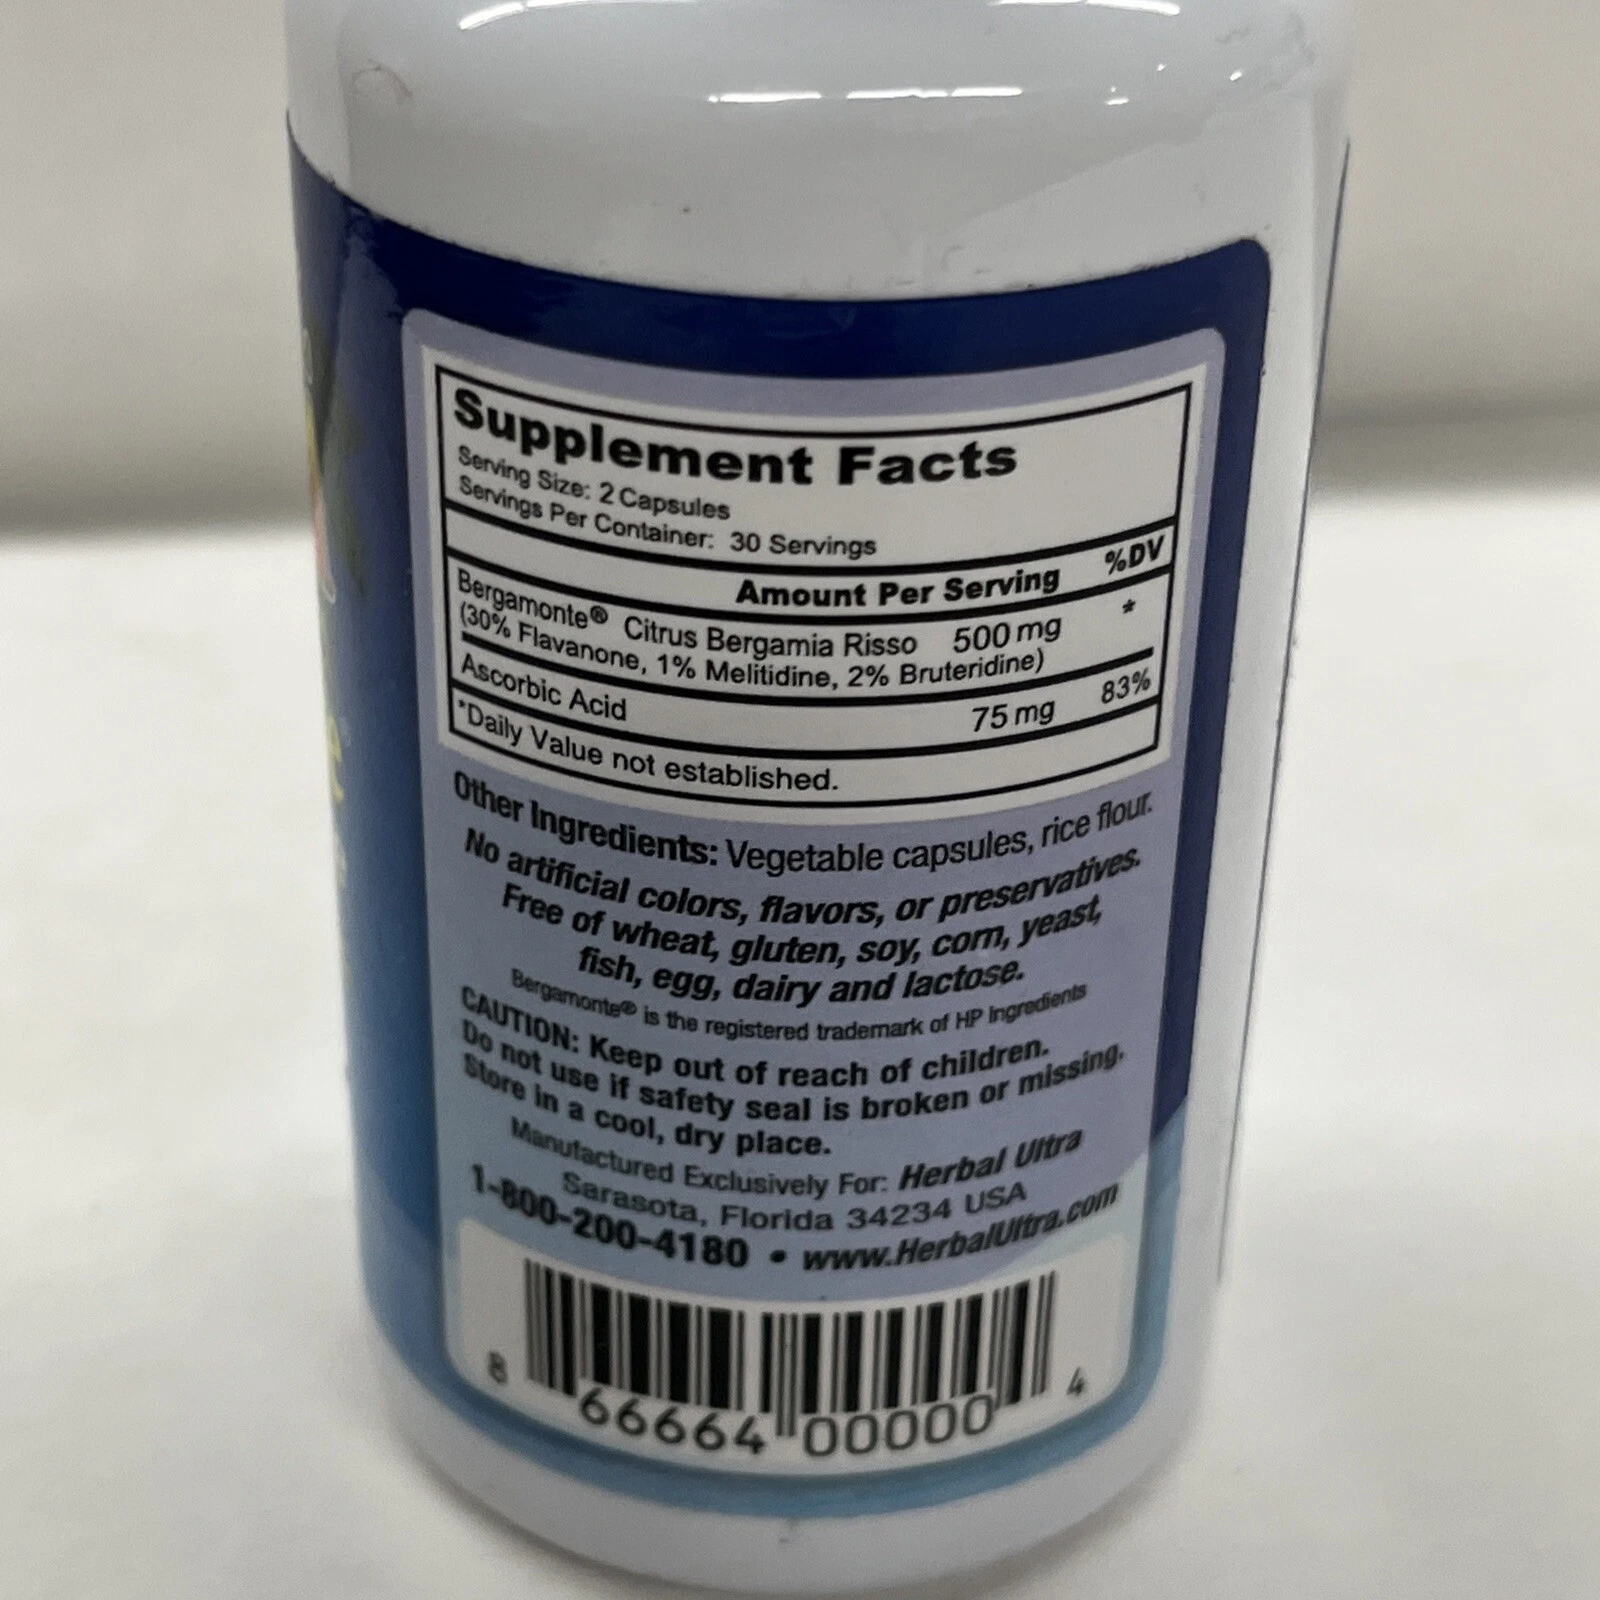 Supplement Facts
Serving Size: 2 Capsules
Servings Per Container: 30 Servings
Amount Per Serving %DV
Bergamonte® Citrus Bergamia Risso 500 mg *
(30% Flavanone, 1% Melitidine, 2% Bruteridine)
Ascorbic Acid 75 mg 83%
*Daily Value not established.
Other Ingredients: Vegetable capsules, rice flour.
No artificial colors, flavors, or preservatives.
Free of wheat, gluten, soy, corn, yeast,
fish, egg, dairy and lactose.
Bergamonte® is the registered trademark of HP Ingredients
CAUTION: Keep out of reach of children.
Do not use if safety seal is broken or missing.
Store in a cool, dry place.
Manufactured Exclusively For: Herbal Ultra
Sarasota, Florida 34234 USA
1-800-200-4180 • www.HerbalUltra.com
8 66664 00000 4